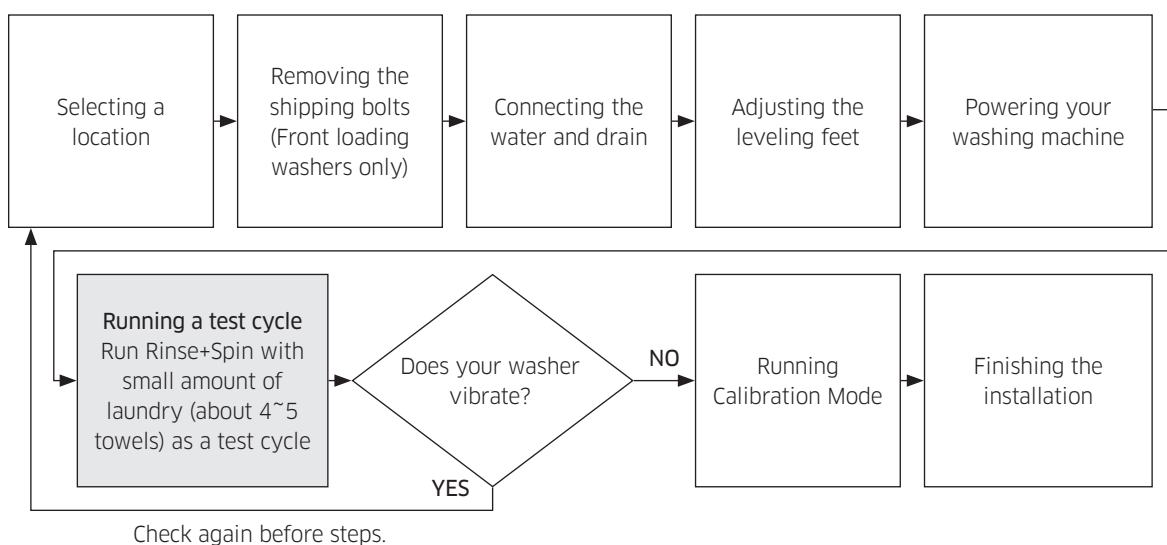 Selecting a
location
Removing the
shipping bolts
(Front loading
washers only)
Connecting the
water and drain
Adjusting the
leveling feet
Powering your
washing machine
Running a test cycle
Run Rinse+Spin with
small amount of
laundry (about 4~5
towels) as a test cycle
Does your washer
vibrate?
NO
YES
Running
Calibration Mode
Finishing the
installation
Check again before steps.